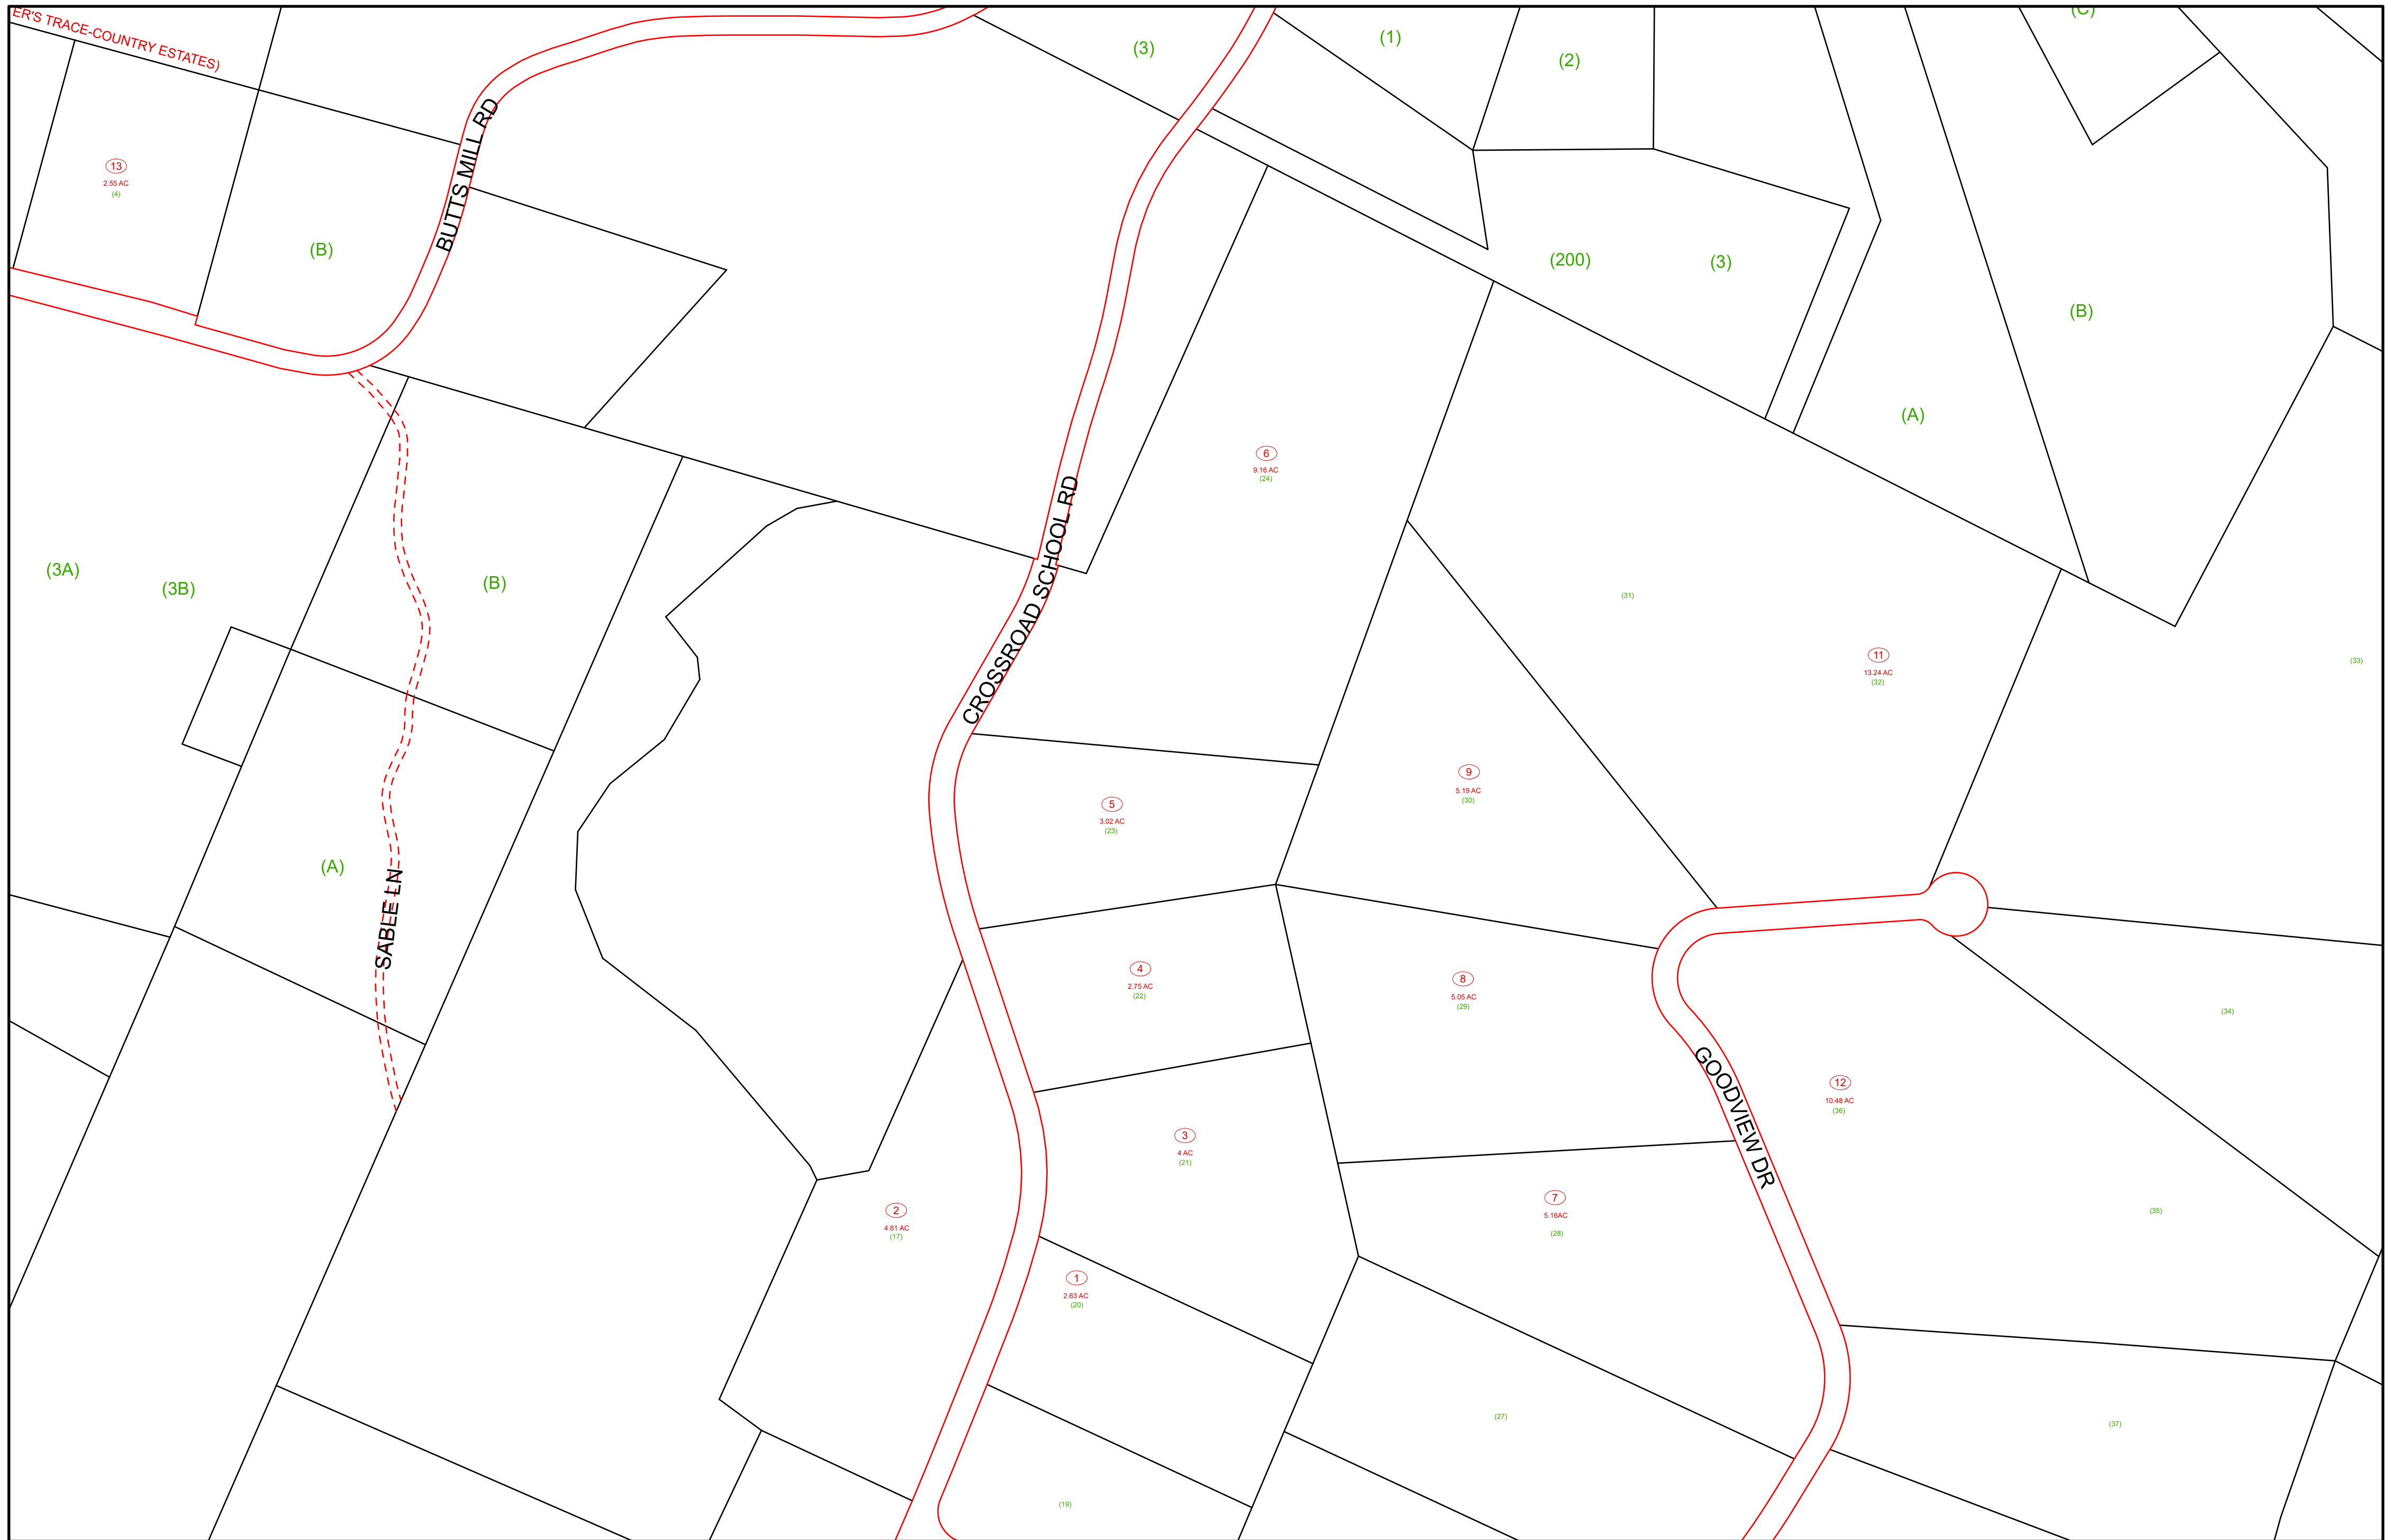 ER'S TRACE-COUNTRY ESTATES)
(C)
(3)
(1)
(2)
13
2.55 AC
(4)
BUTTS MILL RD
(B)
(200)
(3)
(B)
(A)
6
9.16 AC
(24)
CROSSROAD SCHOOL RD
(3A)
(3B)
(B)
(31)
11
13.24 AC
(32)
(33)
9
5.19 AC
(30)
5
3.02 AC
(23)
(A)
SABLE LN
4
2.75 AC
(22)
8
5.05 AC
(29)
(34)
GOODVIEW DR
12
10.48 AC
(36)
3
4 AC
(21)
7
5.16AC
(28)
2
4.61 AC
(17)
(35)
1
2.63 AC
(20)
(27)
(37)
(19)